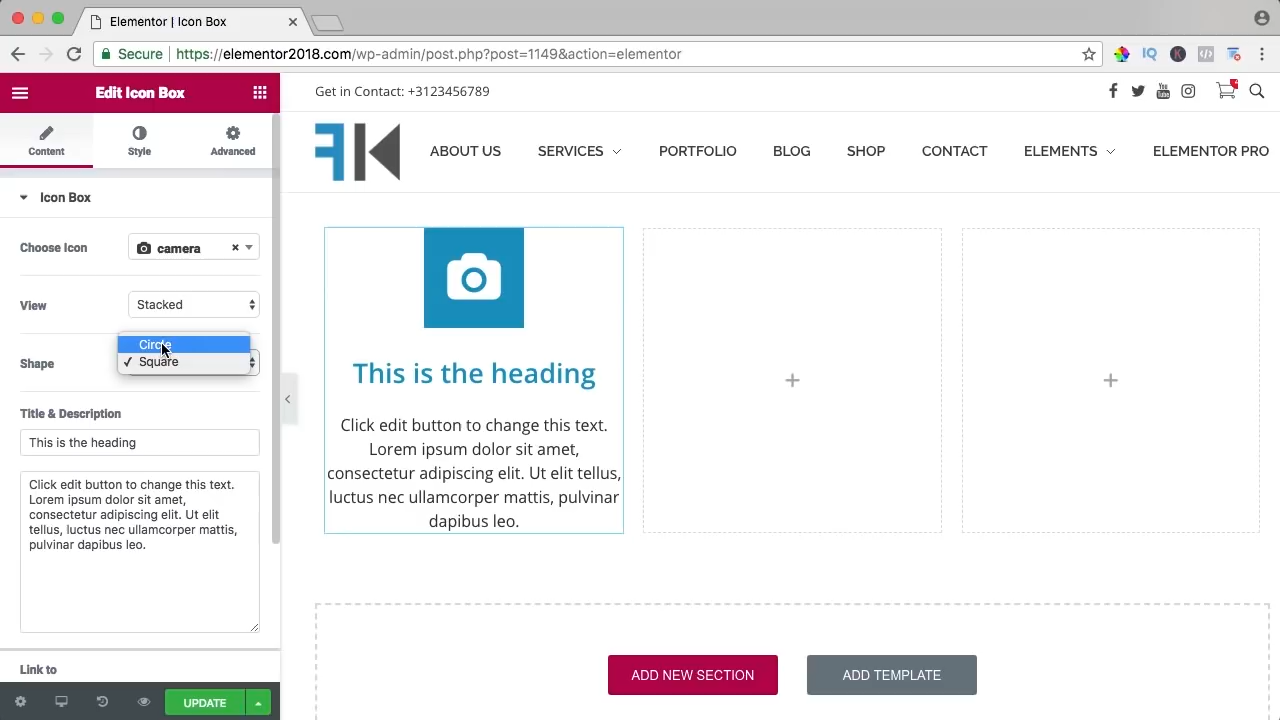 Elementor | Icon Box
Secure
https://elementor2018.com/wp-admin/post.php?post=1149&action=elementor
Edit Icon Box
Get in Contact: +3123456789
Content
Style
Advanced
FK
ABOUT US
SERVICES
PORTFOLIO
BLOG
SHOP
CONTACT
ELEMENTS
ELEMENTOR PRO
Icon Box
Choose Icon
camera
View
Stacked
Shape
Circle
✓ Square
Title & Description
This is the heading
Click edit button to change this text.
Lorem ipsum dolor sit amet,
consectetur adipiscing elit. Ut elit
tellus, luctus nec ullamcorper mattis,
pulvinar dapibus leo.
Link to
UPDATE
This is the heading
Click edit button to change this text.
Lorem ipsum dolor sit amet,
consectetur adipiscing elit. Ut elit tellus,
luctus nec ullamcorper mattis, pulvinar
dapibus leo.
ADD NEW SECTION
ADD TEMPLATE